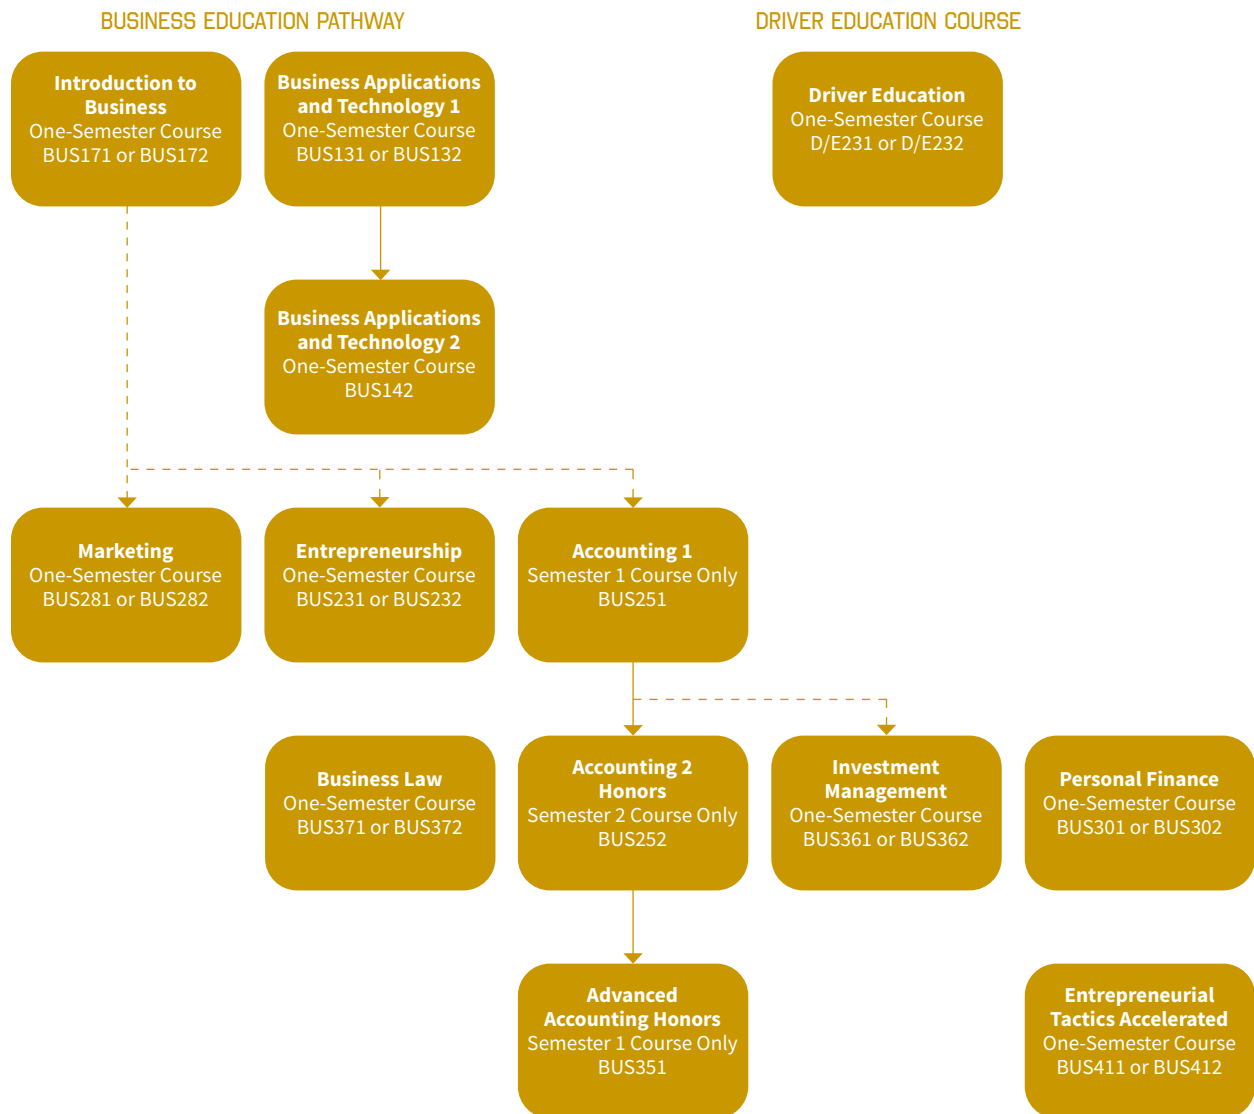 BUSINESS EDUCATION PATHWAY
DRIVER EDUCATION COURSE
Introduction to
Business
One-Semester Course
BUS171 or BUS172
Business Applications
and Technology 1
One-Semester Course
BUS131 or BUS132
Driver Education
One-Semester Course
D/E231 or D/E232
Business Applications
and Technology 2
One-Semester Course
BUS142
Marketing
One-Semester Course
BUS281 or BUS282
Entrepreneurship
One-Semester Course
BUS231 or BUS232
Accounting 1
Semester 1 Course Only
BUS251
Business Law
One-Semester Course
BUS371 or BUS372
Accounting 2
Honors
Semester 2 Course Only
BUS252
Investment
Management
One-Semester Course
BUS361 or BUS362
Personal Finance
One-Semester Course
BUS301 or BUS302
Advanced
Accounting Honors
Semester 1 Course Only
BUS351
Entrepreneurial
Tactics Accelerated
One-Semester Course
BUS411 or BUS412